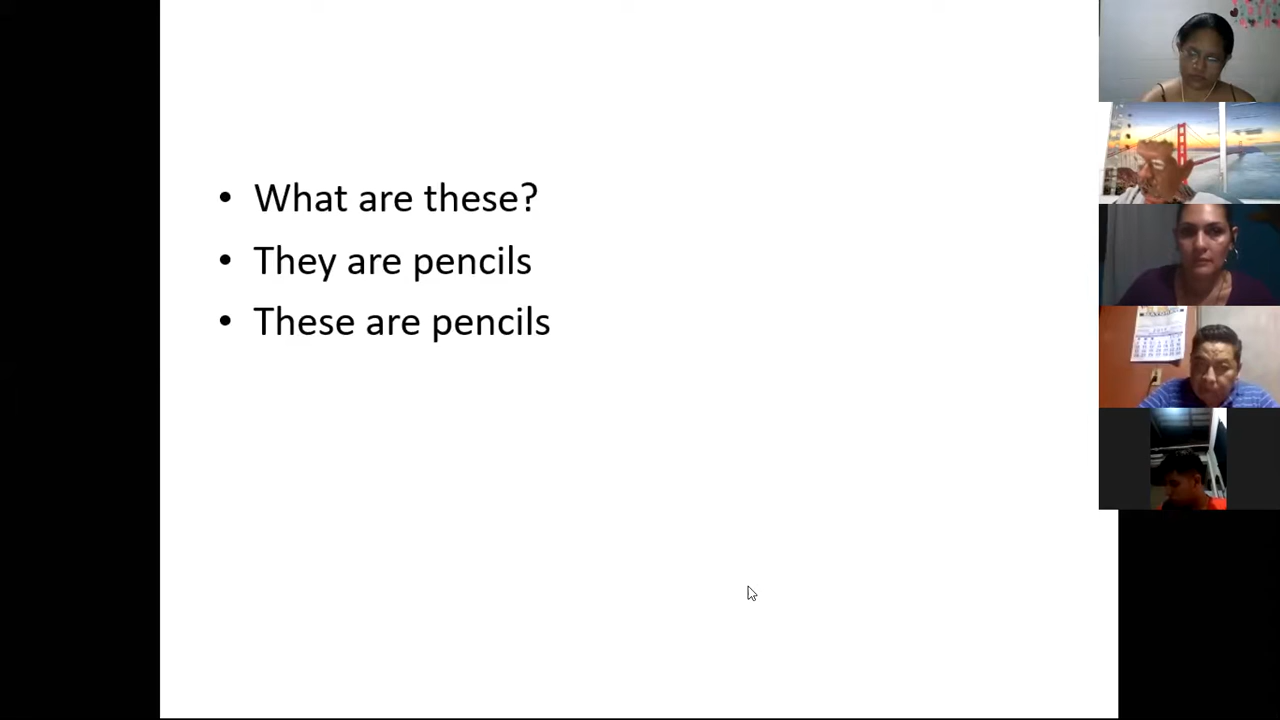 • What are these?
• They are pencils
• These are pencils